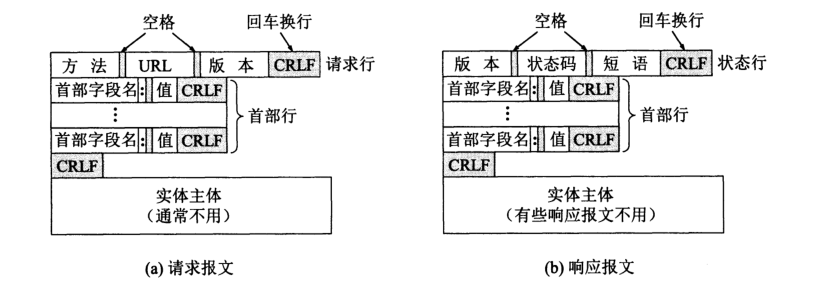 空格 回车换行
方 法 URL 版 本 CRLF 请求行
首部字段名: 值 CRLF
⋮
首部行
首部字段名: 值 CRLF
CRLF
实体主体
(通常不用)
(a) 请求报文
空格 回车换行
版 本 状态码 短 语 CRLF 状态行
首部字段名: 值 CRLF
⋮
首部行
首部字段名: 值 CRLF
CRLF
实体主体
(有些响应报文不用)
(b) 响应报文